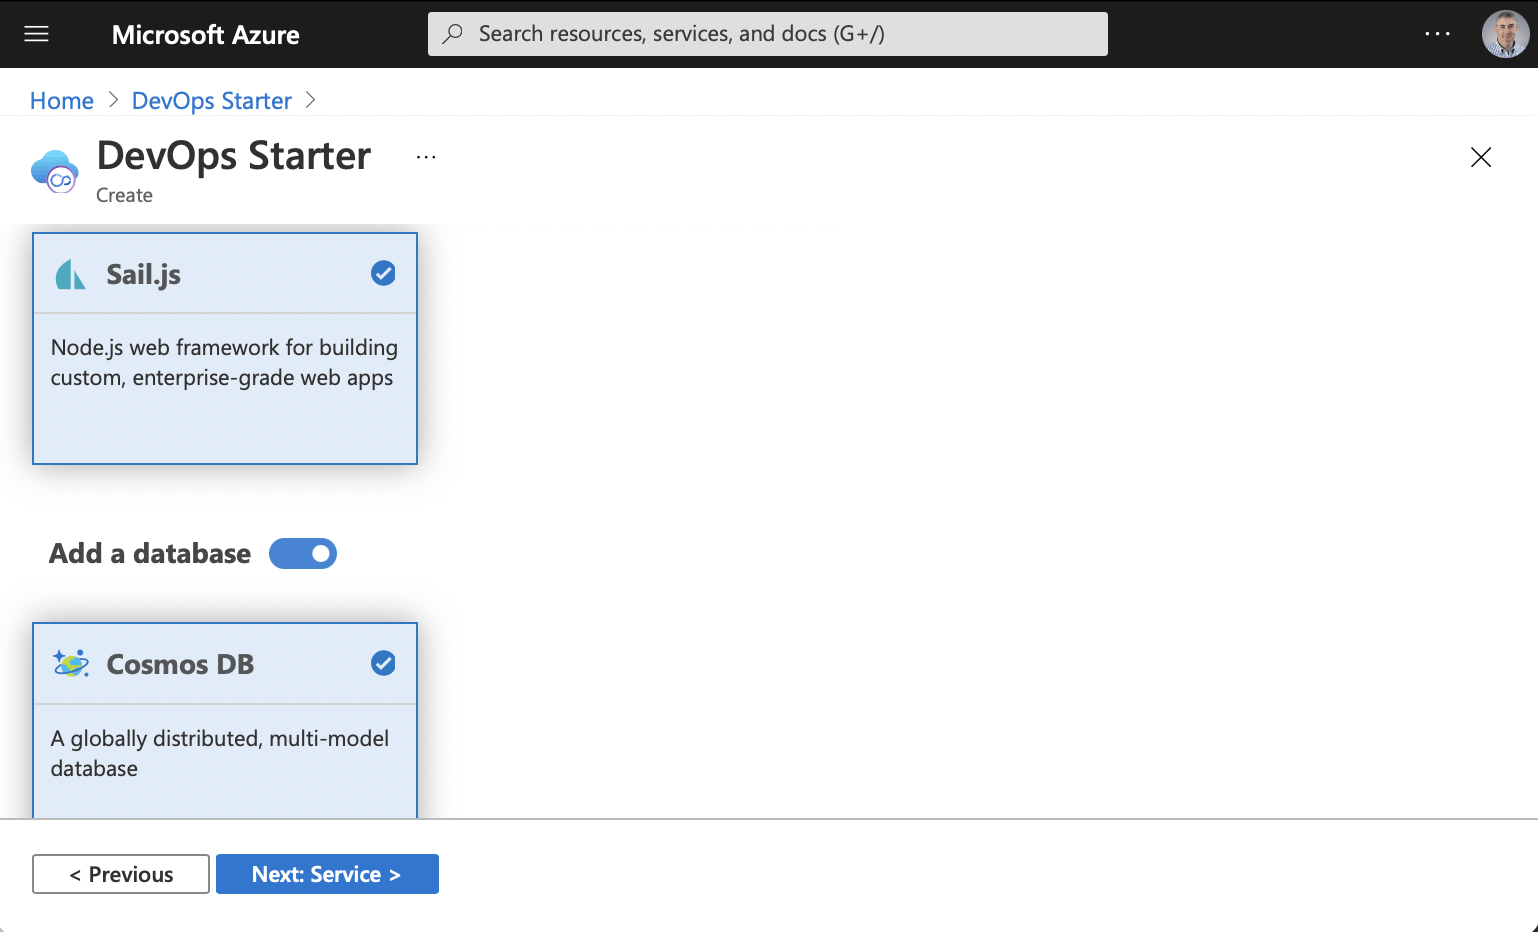 Microsoft Azure
Search resources, services, and docs (G+/)
Home > DevOps Starter >
DevOps Starter ...
Create
Sail.js
Node.js web framework for building
custom, enterprise-grade web apps
Add a database
Cosmos DB
A globally distributed, multi-model
database
< Previous
Next: Service >